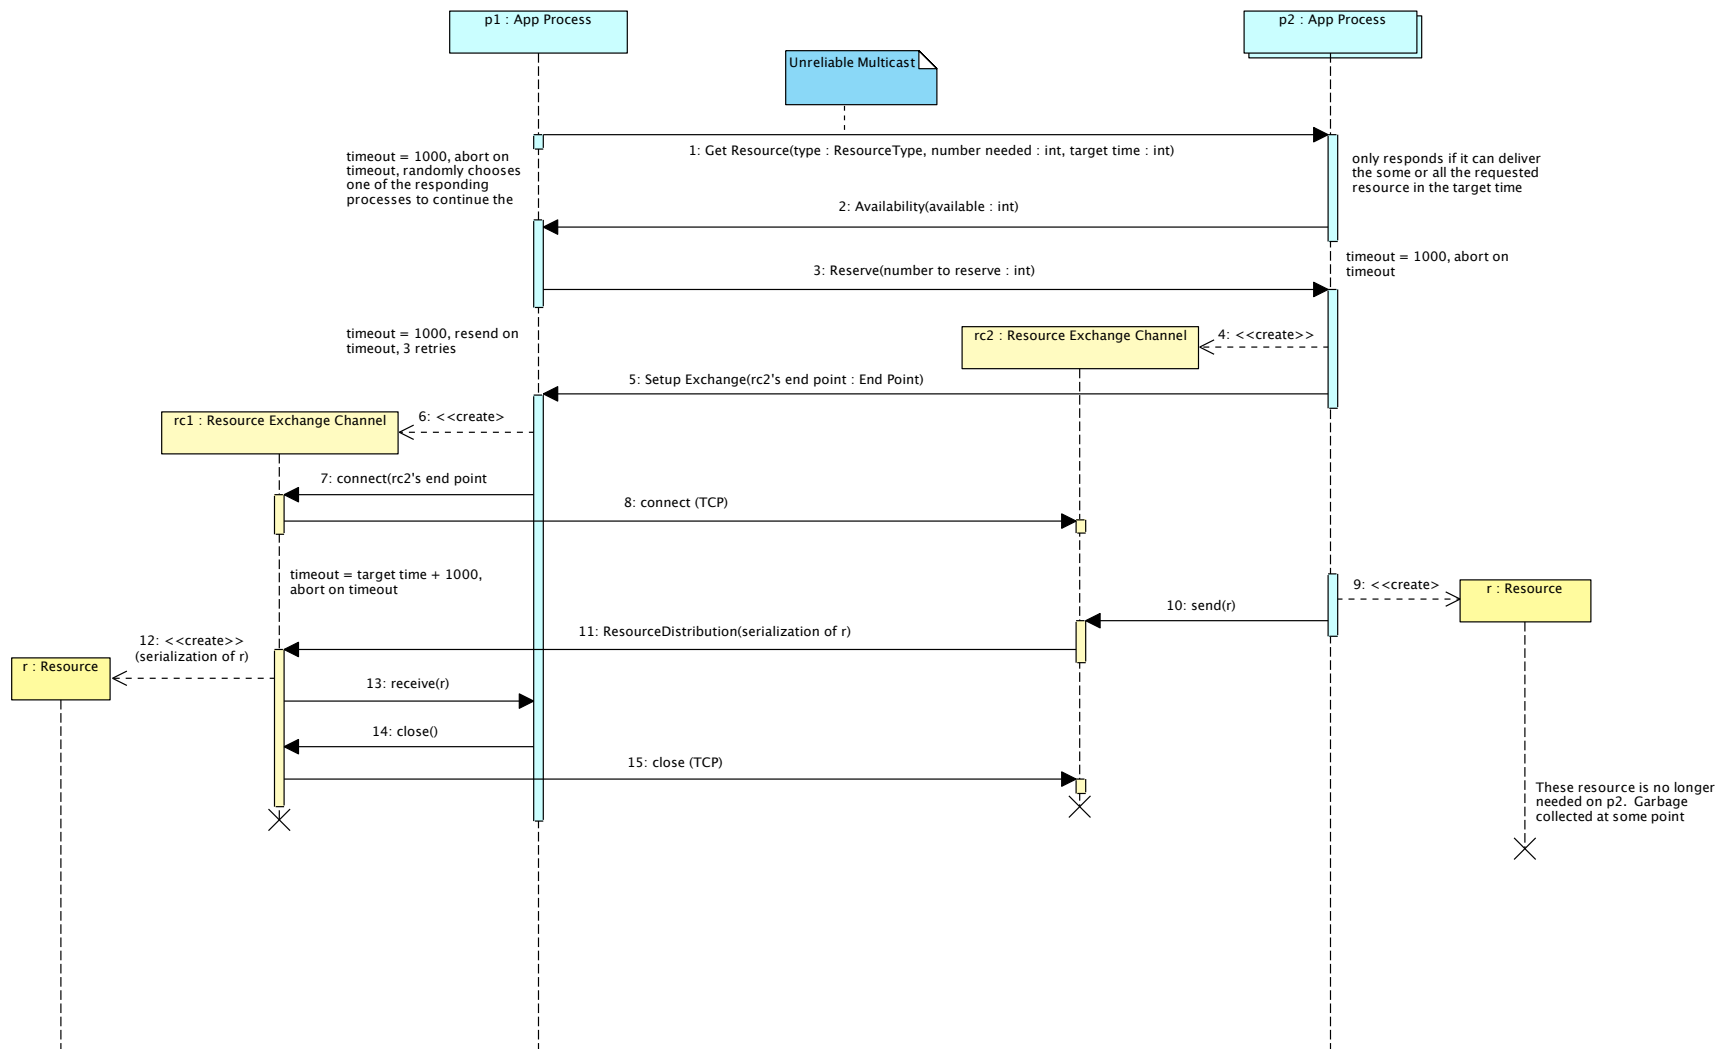 p1 : App Process
p2 : App Process
Unreliable Multicast
1: Get Resource(type : ResourceType, number needed : int, target time : int)
timeout = 1000, abort on
timeout, randomly chooses
one of the responding
processes to continue the
only responds if it can deliver
the some or all the requested
resource in the target time
2: Availability(available : int)
timeout = 1000, abort on
timeout
3: Reserve(number to reserve : int)
timeout = 1000, resend on
timeout, 3 retries
rc2 : Resource Exchange Channel
4: <<create>>
5: Setup Exchange(rc2's end point : End Point)
rc1 : Resource Exchange Channel
6: <<create>
7: connect(rc2's end point
8: connect (TCP)
timeout = target time + 1000,
abort on timeout
9: <<create>
r : Resource
10: send(r)
11: ResourceDistribution(serialization of r)
12: <<create>>
(serialization of r)
r : Resource
13: receive(r)
14: close()
15: close (TCP)
These resource is no longer
needed on p2.  Garbage
collected at some point